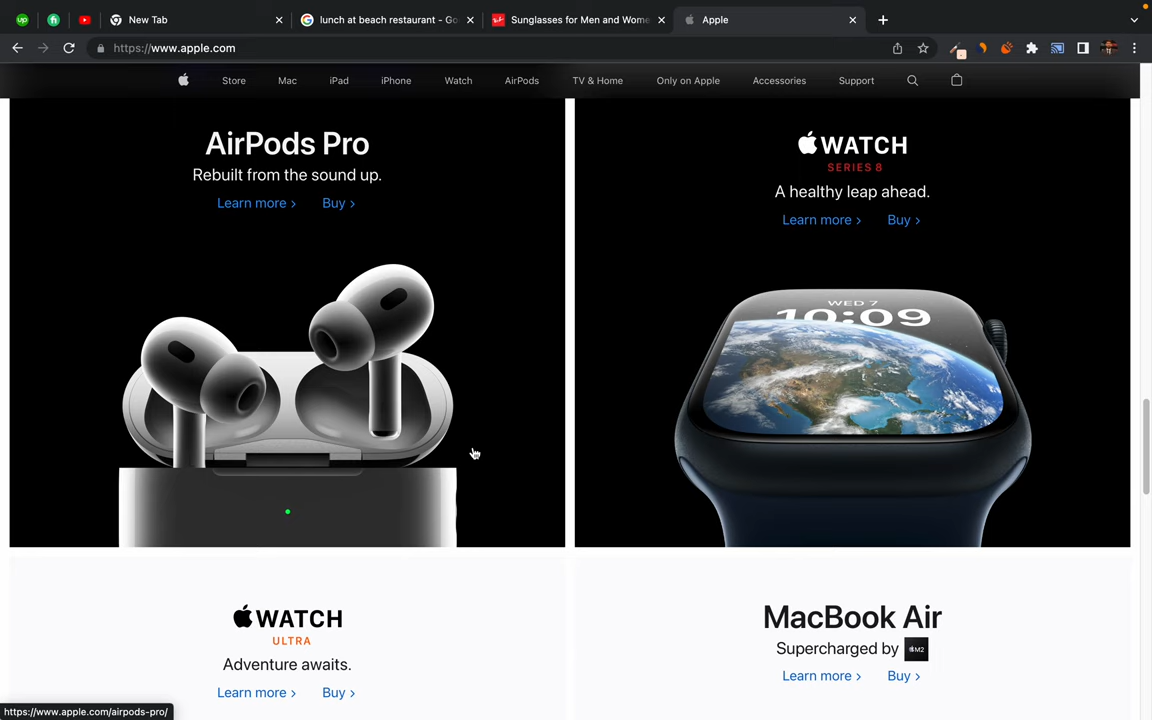 New Tab
lunch at beach restaurant - Go
Sunglasses for Men and Wome
Apple
https://www.apple.com
Store
Mac
iPad
iPhone
Watch
AirPods
TV & Home
Only on Apple
Accessories
Support
AirPods Pro
Rebuilt from the sound up.
Learn more >
Buy >
WATCH
SERIES 8
A healthy leap ahead.
Learn more >
Buy >
WED 7
10:09
WATCH
ULTRA
Adventure awaits.
Learn more >
Buy >
MacBook Air
Supercharged by M2
Learn more >
Buy >
https://www.apple.com/airpods-pro/